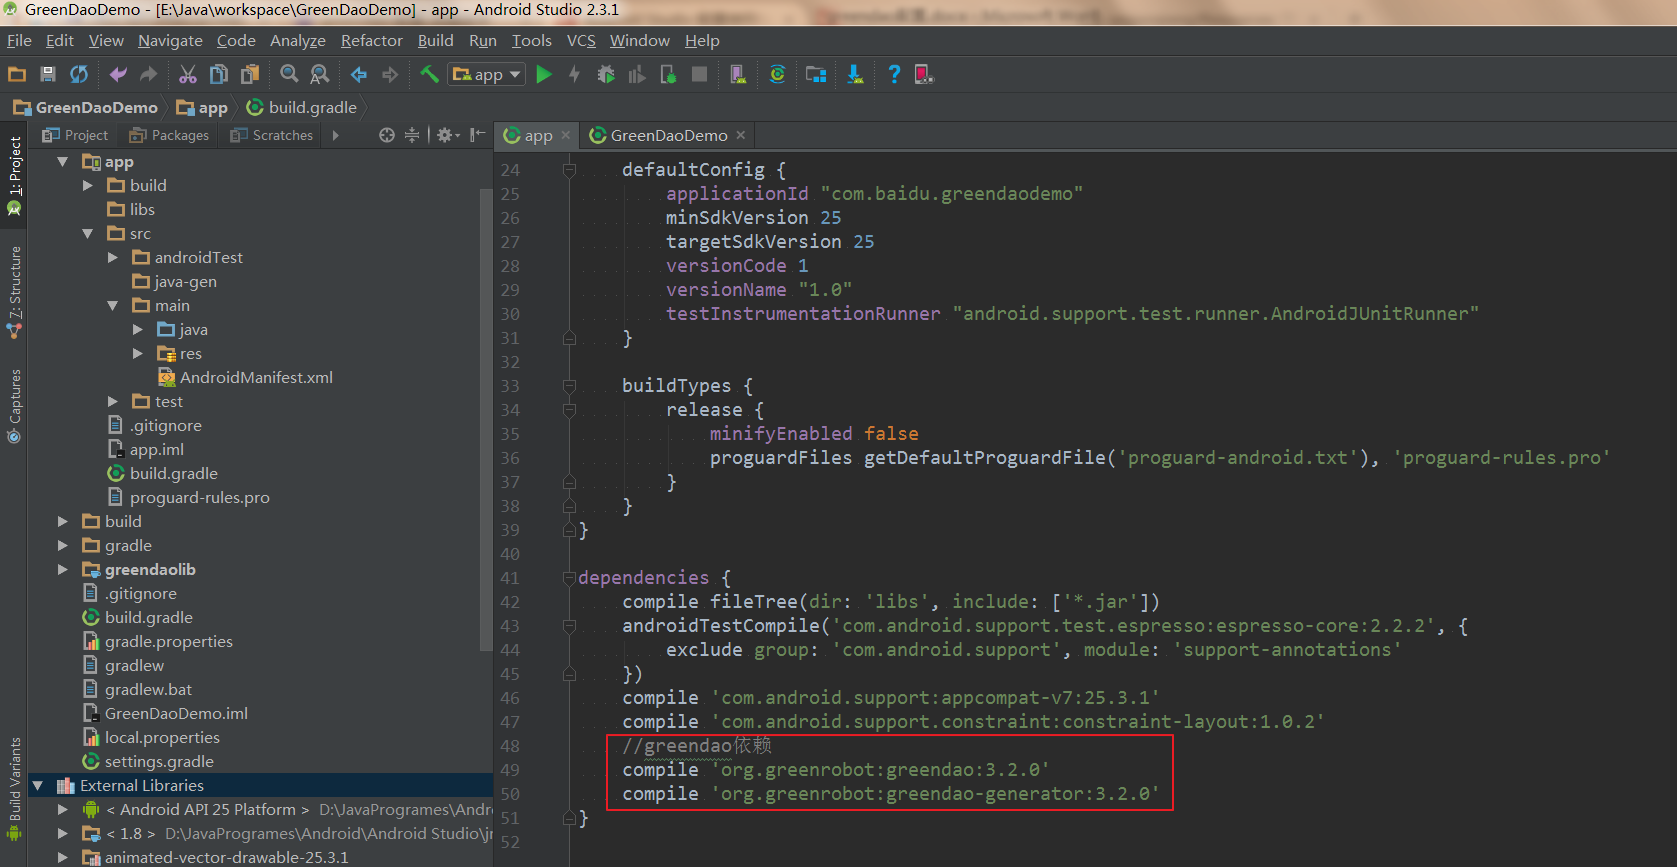 GreenDaoDemo - [E:\Java\workspace\GreenDaoDemo] - app - Android Studio 2.3.1
File Edit View Navigate Code Analyze Refactor Build Run Tools VCS Window Help
app
GreenDaoDemo app build.gradle
Project Packages Scratches
app GreenDaoDemo
1: Project
7: Structure
Captures
Build Variants
app
build
libs
src
androidTest
java-gen
main
java
res
AndroidManifest.xml
test
.gitignore
app.iml
build.gradle
proguard-rules.pro
build
gradle
greendaolib
.gitignore
build.gradle
gradle.properties
gradlew
gradlew.bat
GreenDaoDemo.iml
local.properties
settings.gradle
External Libraries
< Android API 25 Platform > D:\JavaProgrames\Andro
< 1.8 > D:\JavaProgrames\Android\Android Studio\jr
animated-vector-drawable-25.3.1
24 defaultConfig {
25 applicationId "com.baidu.greendaodemo"
26 minSdkVersion 25
27 targetSdkVersion 25
28 versionCode 1
29 versionName "1.0"
30 testInstrumentationRunner "android.support.test.runner.AndroidJUnitRunner"
31 }
32
33 buildTypes {
34 release {
35 minifyEnabled false
36 proguardFiles getDefaultProguardFile('proguard-android.txt'), 'proguard-rules.pro'
37 }
38 }
39 }
40
41 dependencies {
42 compile fileTree(dir: 'libs', include: ['*.jar'])
43 androidTestCompile('com.android.support.test.espresso:espresso-core:2.2.2', {
44 exclude group: 'com.android.support', module: 'support-annotations'
45 })
46 compile 'com.android.support:appcompat-v7:25.3.1'
47 compile 'com.android.support.constraint:constraint-layout:1.0.2'
48 //greendao依赖
49 compile 'org.greenrobot:greendao:3.2.0'
50 compile 'org.greenrobot:greendao-generator:3.2.0'
51 }
52